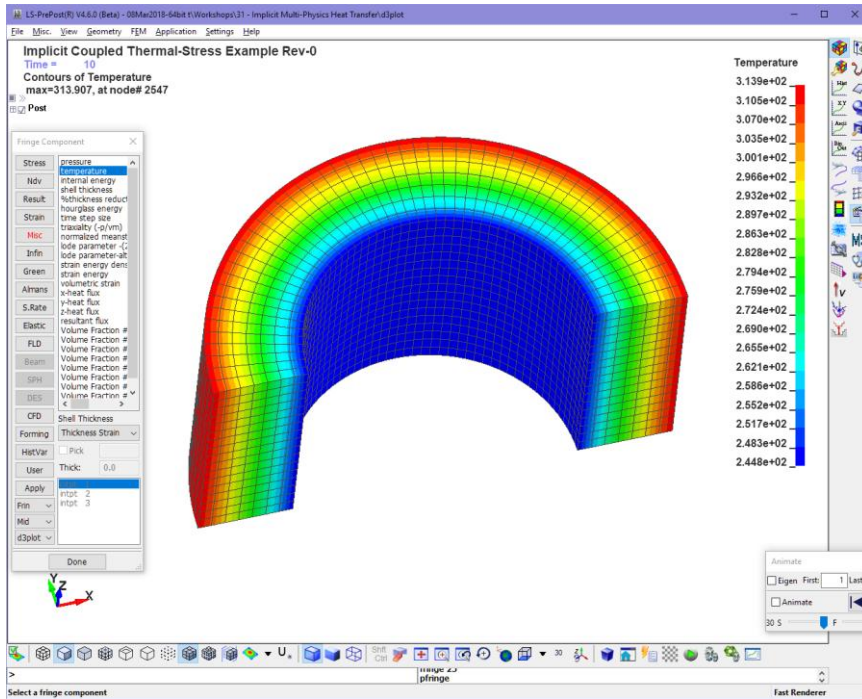 LS-PrePost(R) V4.6.0 (Beta) - 08Mar2018-64bit t\Workshops\31 - Implicit Multi-Physics Heat Transfer\d3plot
File Misc. View Geometry FEM Application Settings Help
Implicit Coupled Thermal-Stress Example Rev-0
Time = 10
Contours of Temperature
max=313.907, at node# 2547
Post
Temperature
3.139e+02
3.105e+02
3.070e+02
3.035e+02
3.001e+02
2.966e+02
2.932e+02
2.897e+02
2.863e+02
2.828e+02
2.794e+02
2.759e+02
2.724e+02
2.690e+02
2.655e+02
2.621e+02
2.586e+02
2.552e+02
2.517e+02
2.483e+02
2.448e+02
Fringe Component
Stress
Ndv
Result
Strain
Misc
Infin
Green
Almans
S.Rate
Elastic
FLD
Beam
SPH
DES
CFD
Forming
HistVar
User
Apply
Frin
Mid
d3plot
pressure
temperature
internal energy
shell thickness
%thickness reduct
hourglass energy
time step size
triaxiality (-p/vm)
normalized meanst
lode parameter -(2
lode parameter-alt
strain energy dens
strain energy
volumetric strain
x-heat flux
y-heat flux
z-heat flux
resultant flux
Volume Fraction #
Volume Fraction #
Volume Fraction #
Volume Fraction #
Volume Fraction #
Volume Fraction #
Volume Fraction #
Shell Thickness
Thickness Strain
Pick
Thick: 0.0
intpt 2
intpt 3
Done
Y
Z
X
Animate
Eigen First: 1 Last
Animate
30 S F
Shft
Ctrl
30
>
fringe 25
pfringe
Select a fringe component
Fast Renderer